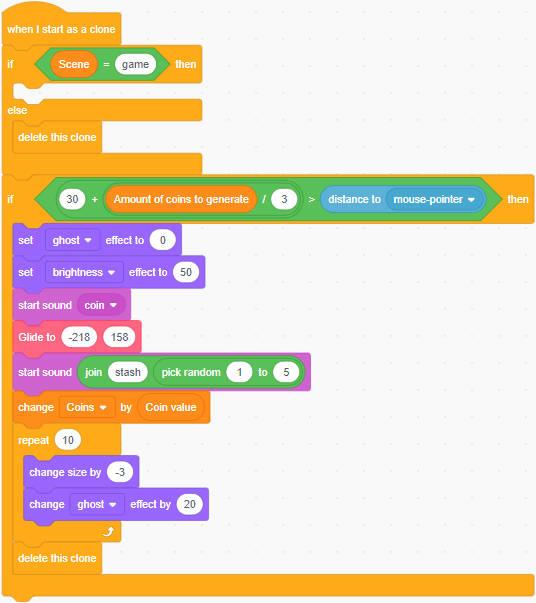 when I start as a clone
if Scene = game then
else
delete this clone
if 30 + Amount of coins to generate / 3 > distance to mouse-pointer then
set ghost effect to 0
set brightness effect to 50
start sound coin
Glide to -218 158
start sound join stash pick random 1 to 5
change Coins by Coin value
repeat 10
change size by -3
change ghost effect by 20
delete this clone